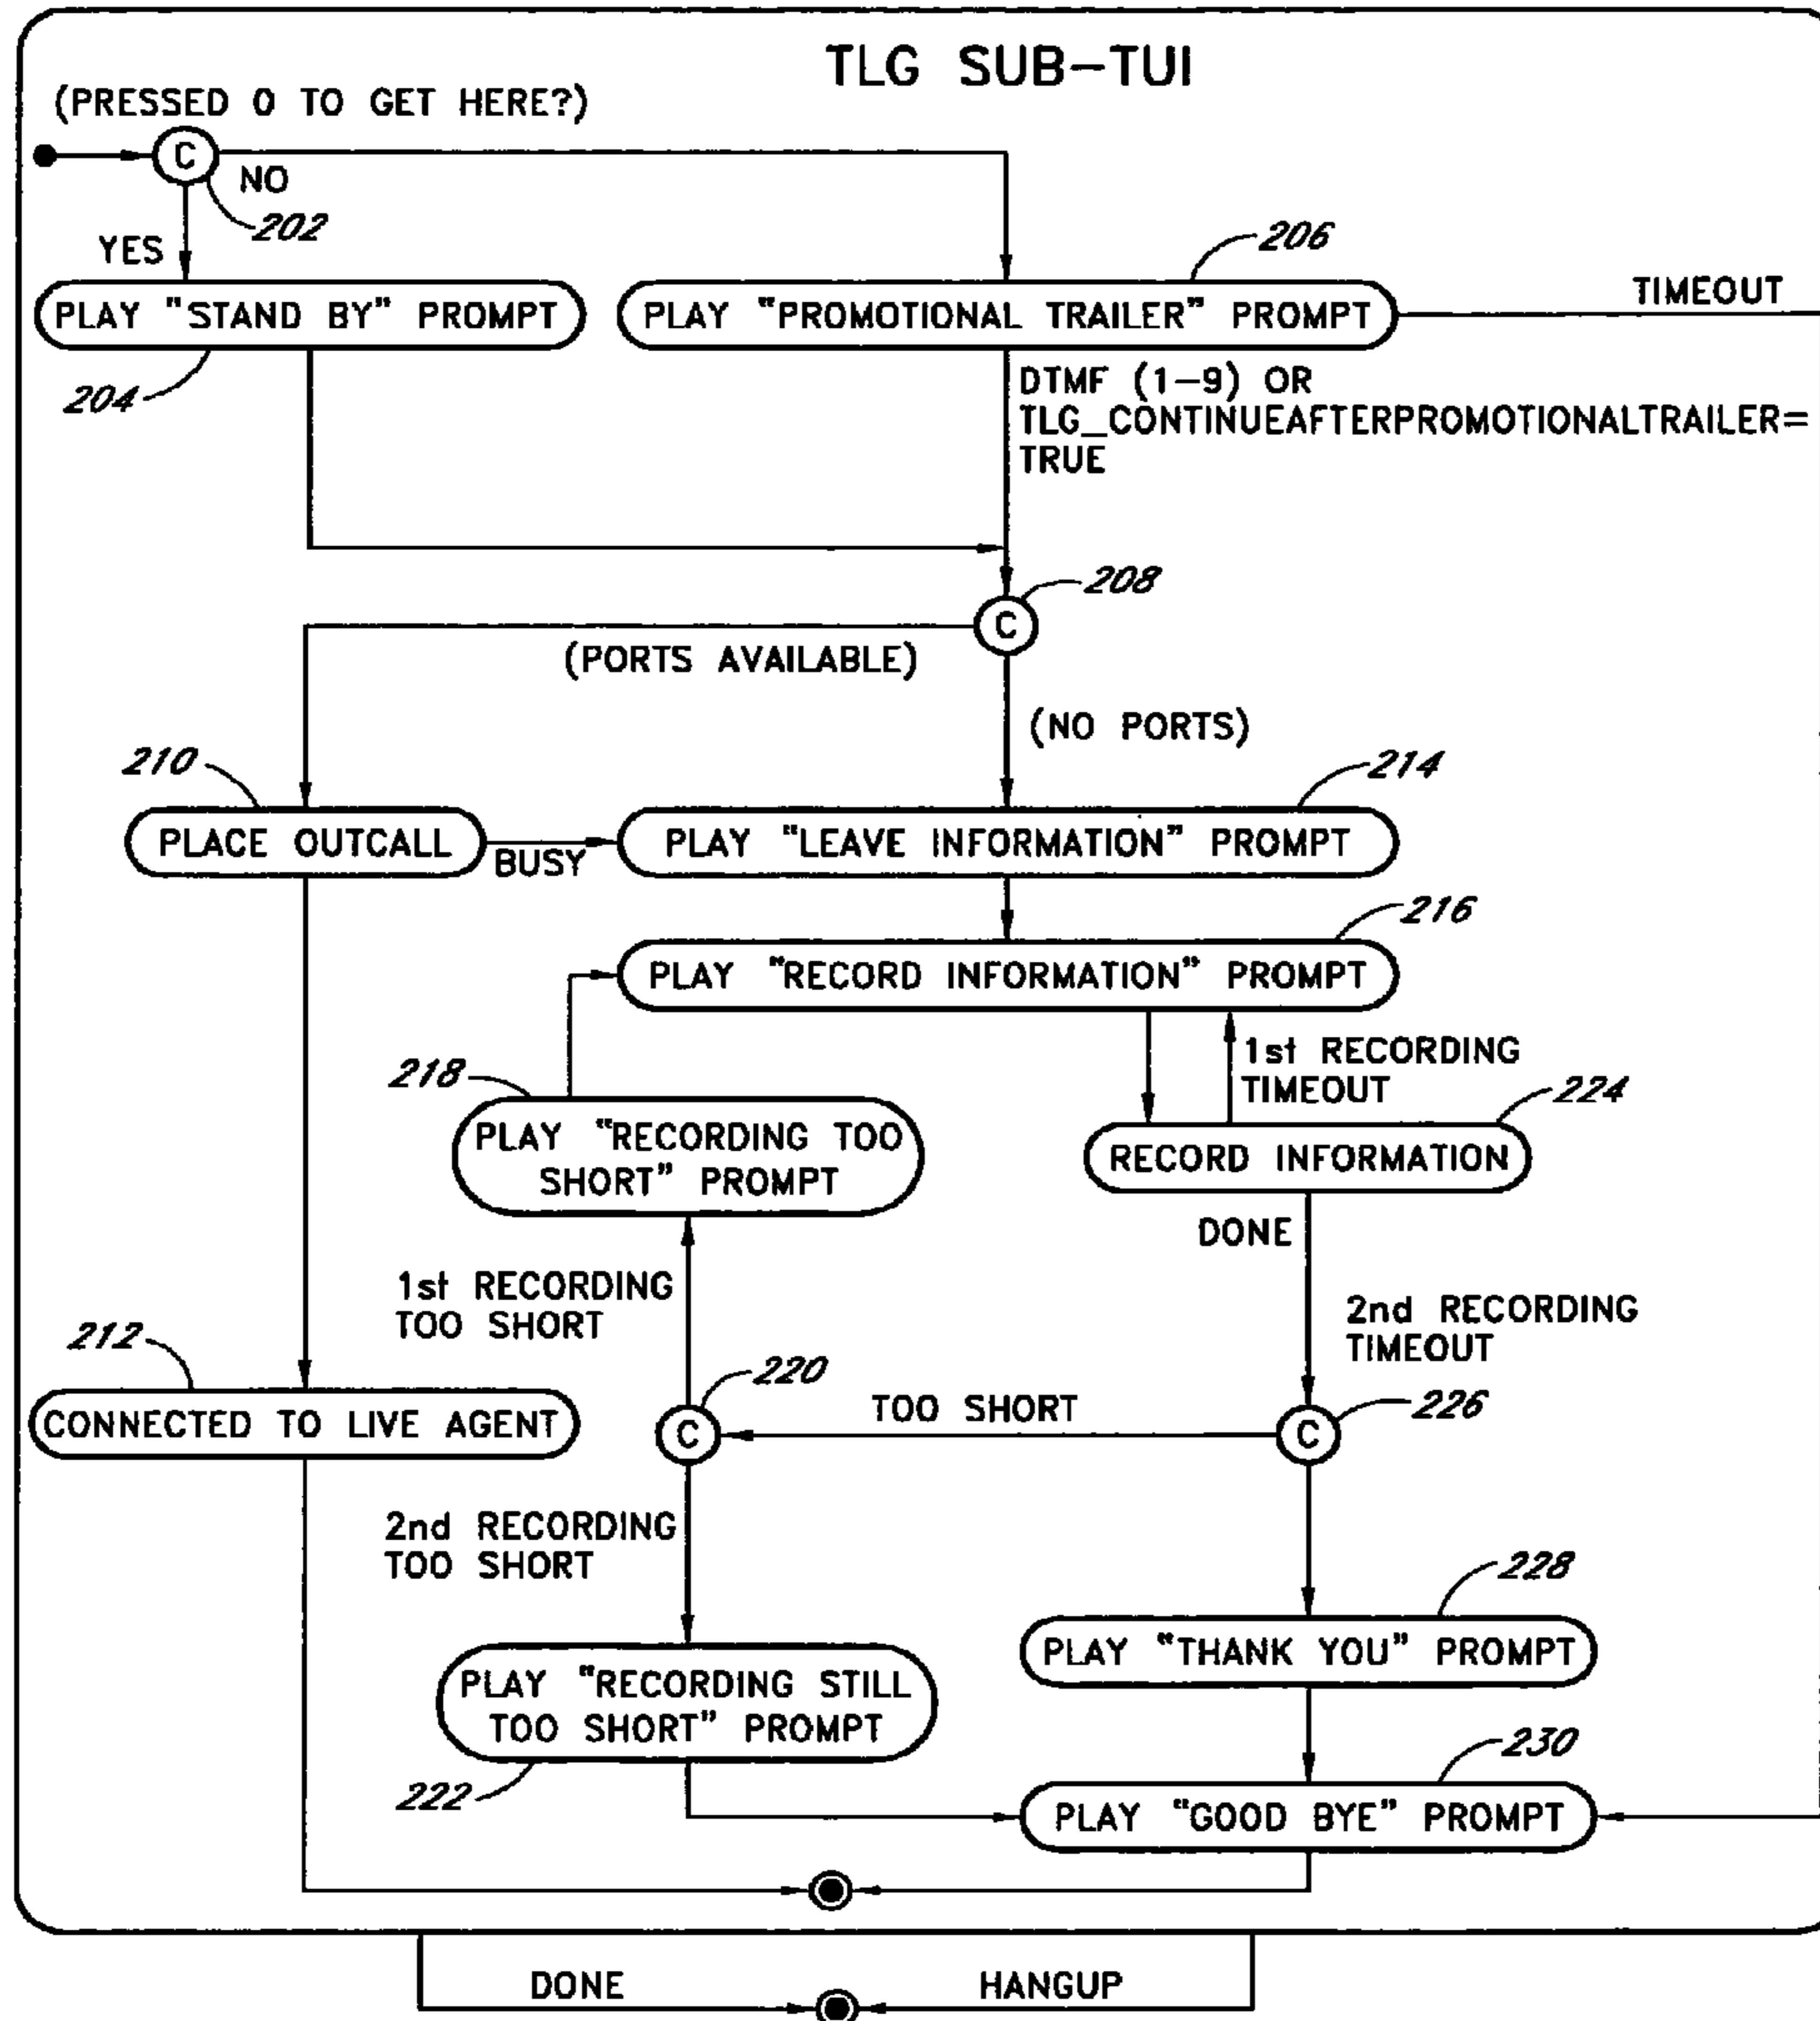 TLG SUB-TUI
(PRESSED 0 TO GET HERE?)
C
NO
202
YES
206
TIMEOUT
PLAY "STAND BY" PROMPT
PLAY "PROMOTIONAL TRAILER" PROMPT
204
DTMF (1-9) OR
TLG_CONTINUEAFTERPROMOTIONALTRAILER=
TRUE
208
C
(PORTS AVAILABLE)
(NO PORTS)
210
214
PLACE OUTCALL
BUSY
PLAY "LEAVE INFORMATION" PROMPT
216
PLAY "RECORD INFORMATION" PROMPT
1st RECORDING
TIMEOUT
218
224
PLAY "RECORDING TOO
SHORT" PROMPT
RECORD INFORMATION
DONE
1st RECORDING
TOO SHORT
2nd RECORDING
TIMEOUT
212
220
TOO SHORT
226
CONNECTED TO LIVE AGENT
C
C
2nd RECORDING
TOO SHORT
228
PLAY "THANK YOU" PROMPT
PLAY "RECORDING STILL
TOO SHORT" PROMPT
222
230
PLAY "GOOD BYE" PROMPT
DONE
HANGUP